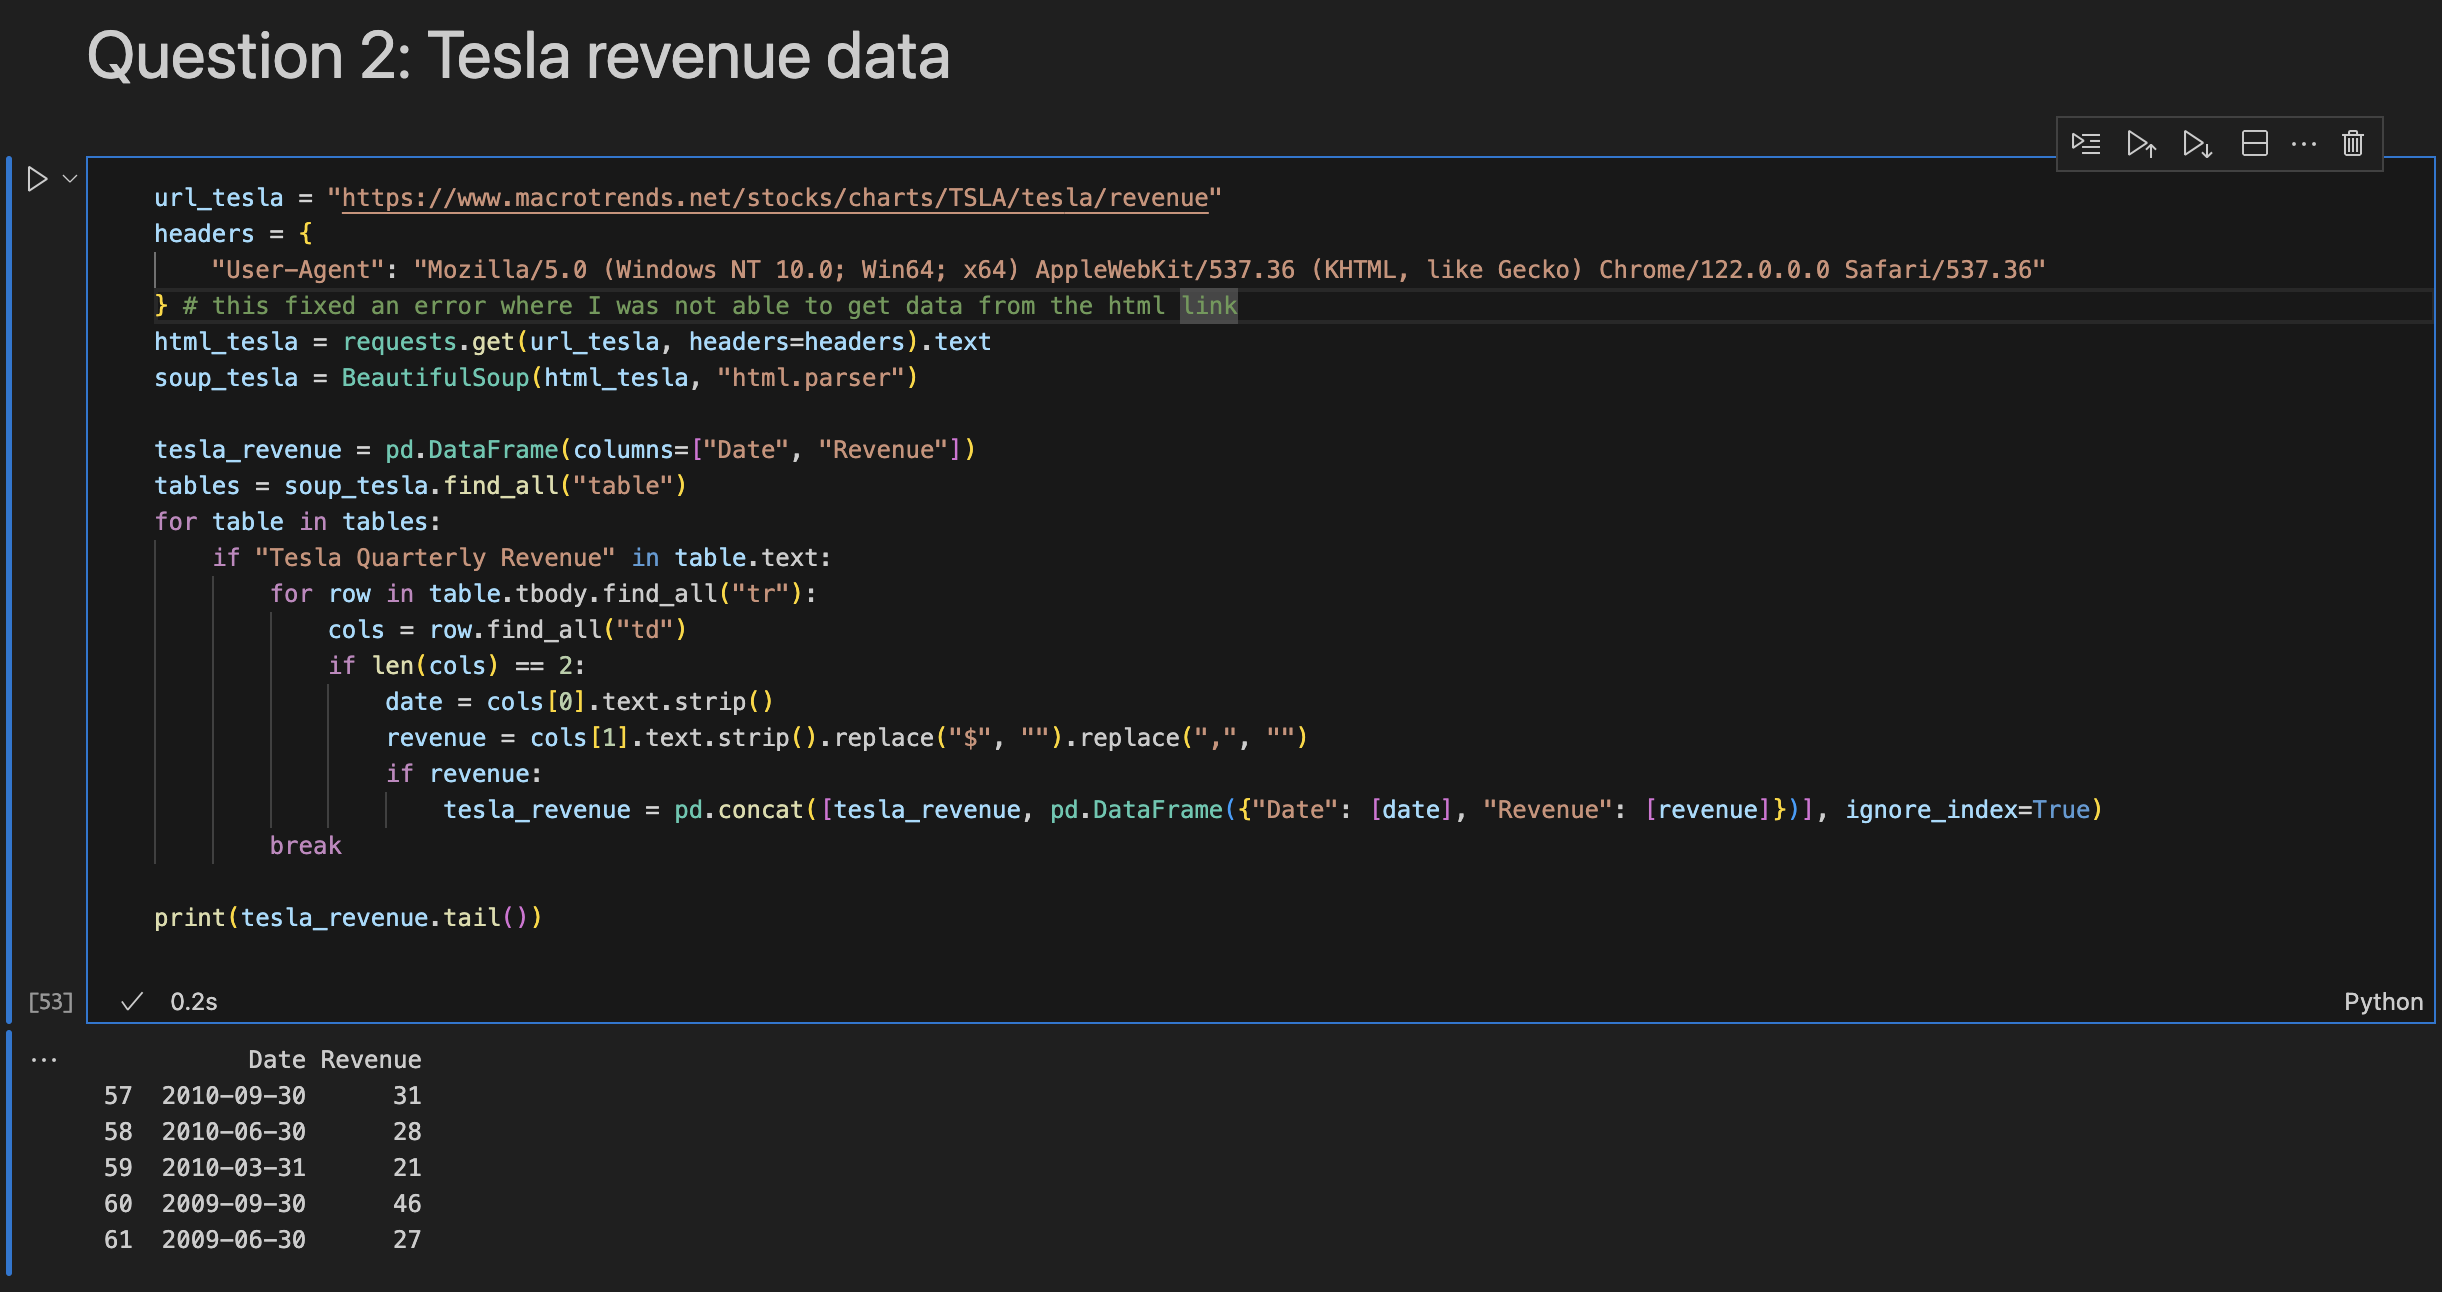 Question 2: Tesla revenue data
url_tesla = "https://www.macrotrends.net/stocks/charts/TSLA/tesla/revenue"
headers = {
    "User-Agent": "Mozilla/5.0 (Windows NT 10.0; Win64; x64) AppleWebKit/537.36 (KHTML, like Gecko) Chrome/122.0.0.0 Safari/537.36"
} # this fixed an error where I was not able to get data from the html link
html_tesla = requests.get(url_tesla, headers=headers).text
soup_tesla = BeautifulSoup(html_tesla, "html.parser")
tesla_revenue = pd.DataFrame(columns=["Date", "Revenue"])
tables = soup_tesla.find_all("table")
for table in tables:
    if "Tesla Quarterly Revenue" in table.text:
        for row in table.tbody.find_all("tr"):
            cols = row.find_all("td")
            if len(cols) == 2:
                date = cols[0].text.strip()
                revenue = cols[1].text.strip().replace("$", "").replace(",", "")
                if revenue:
                    tesla_revenue = pd.concat([tesla_revenue, pd.DataFrame({"Date": [date], "Revenue": [revenue]})], ignore_index=True)
        break
print(tesla_revenue.tail())
[53] 0.2s Python
Date Revenue
57 2010-09-30 31
58 2010-06-30 28
59 2010-03-31 21
60 2009-09-30 46
61 2009-06-30 27